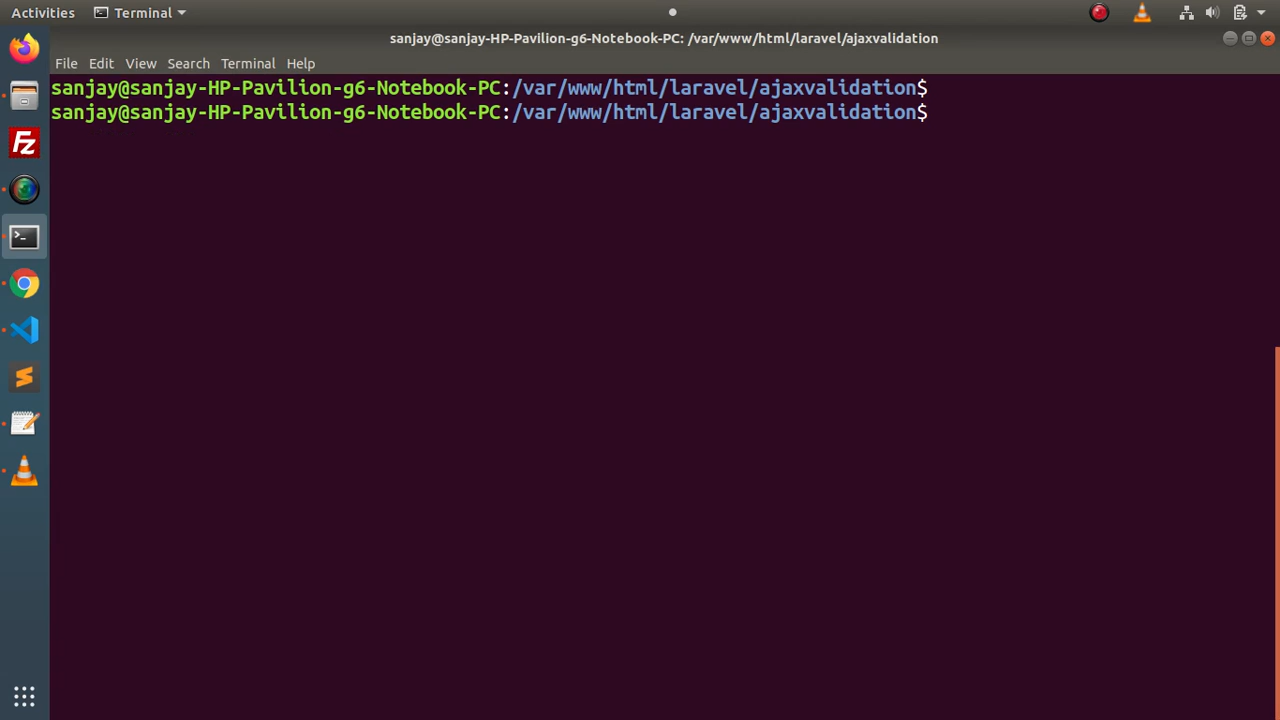 Activities Terminal
sanjay@sanjay-HP-Pavilion-g6-Notebook-PC: /var/www/html/laravel/ajaxvalidation
File Edit View Search Terminal Help
sanjay@sanjay-HP-Pavilion-g6-Notebook-PC:/var/www/html/laravel/ajaxvalidation$
sanjay@sanjay-HP-Pavilion-g6-Notebook-PC:/var/www/html/laravel/ajaxvalidation$